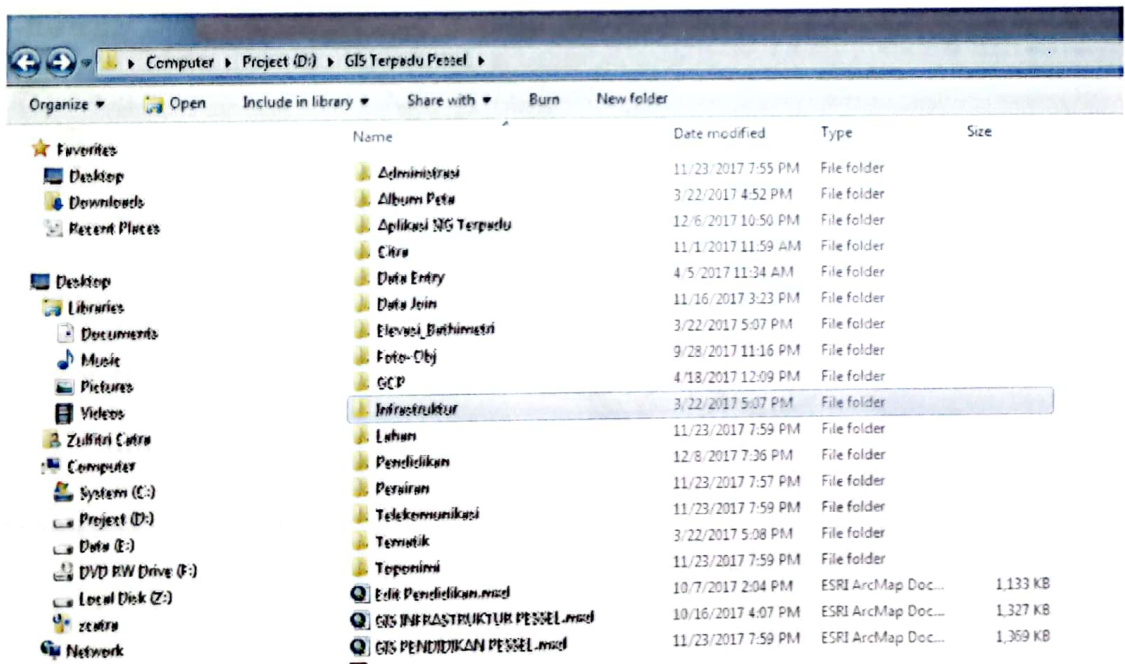 Computer ▸ Project (D:) ▸ GIS Terpadu Pessel ▸
Organize Open Include in library Share with Burn New folder
Name Date modified Type Size
Favorites
Desktop
Downloads
Recent Places
Desktop
Libraries
Documents
Music
Pictures
Videos
Zulfitri Catra
Computer
System (C:)
Project (D:)
Data (E:)
DVD RW Drive (F:)
Local Disk (Z:)
zcatra
Network
Administrasi 11/23/2017 7:55 PM File folder
Album Peta 3/22/2017 4:52 PM File folder
Aplikasi NG Terpadu 12/6/2017 10:50 PM File folder
Citra 11/1/2017 11:59 AM File folder
Data Entry 4/5/2017 11:34 AM File folder
Data Join 11/16/2017 3:23 PM File folder
Elevasi_Bathimetri 3/22/2017 5:07 PM File folder
Foto-Obj 9/28/2017 11:16 PM File folder
GCP 4/18/2017 12:09 PM File folder
Infrastruktur 3/22/2017 5:07 PM File folder
Lahan 11/23/2017 7:59 PM File folder
Pendidikan 12/8/2017 7:36 PM File folder
Perairan 11/23/2017 7:57 PM File folder
Telekomunikasi 11/23/2017 7:59 PM File folder
Tematik 3/22/2017 5:08 PM File folder
Toponimi 11/23/2017 7:59 PM File folder
Edit Pendidikan.mxd 10/7/2017 2:04 PM ESRI ArcMap Doc... 1,133 KB
GIS INFRASTRUKTUR PESSEL.mxd 10/16/2017 4:07 PM ESRI ArcMap Doc... 1,327 KB
GIS PENDIDIKAN PESSEL.mxd 11/23/2017 7:59 PM ESRI ArcMap Doc... 1,369 KB